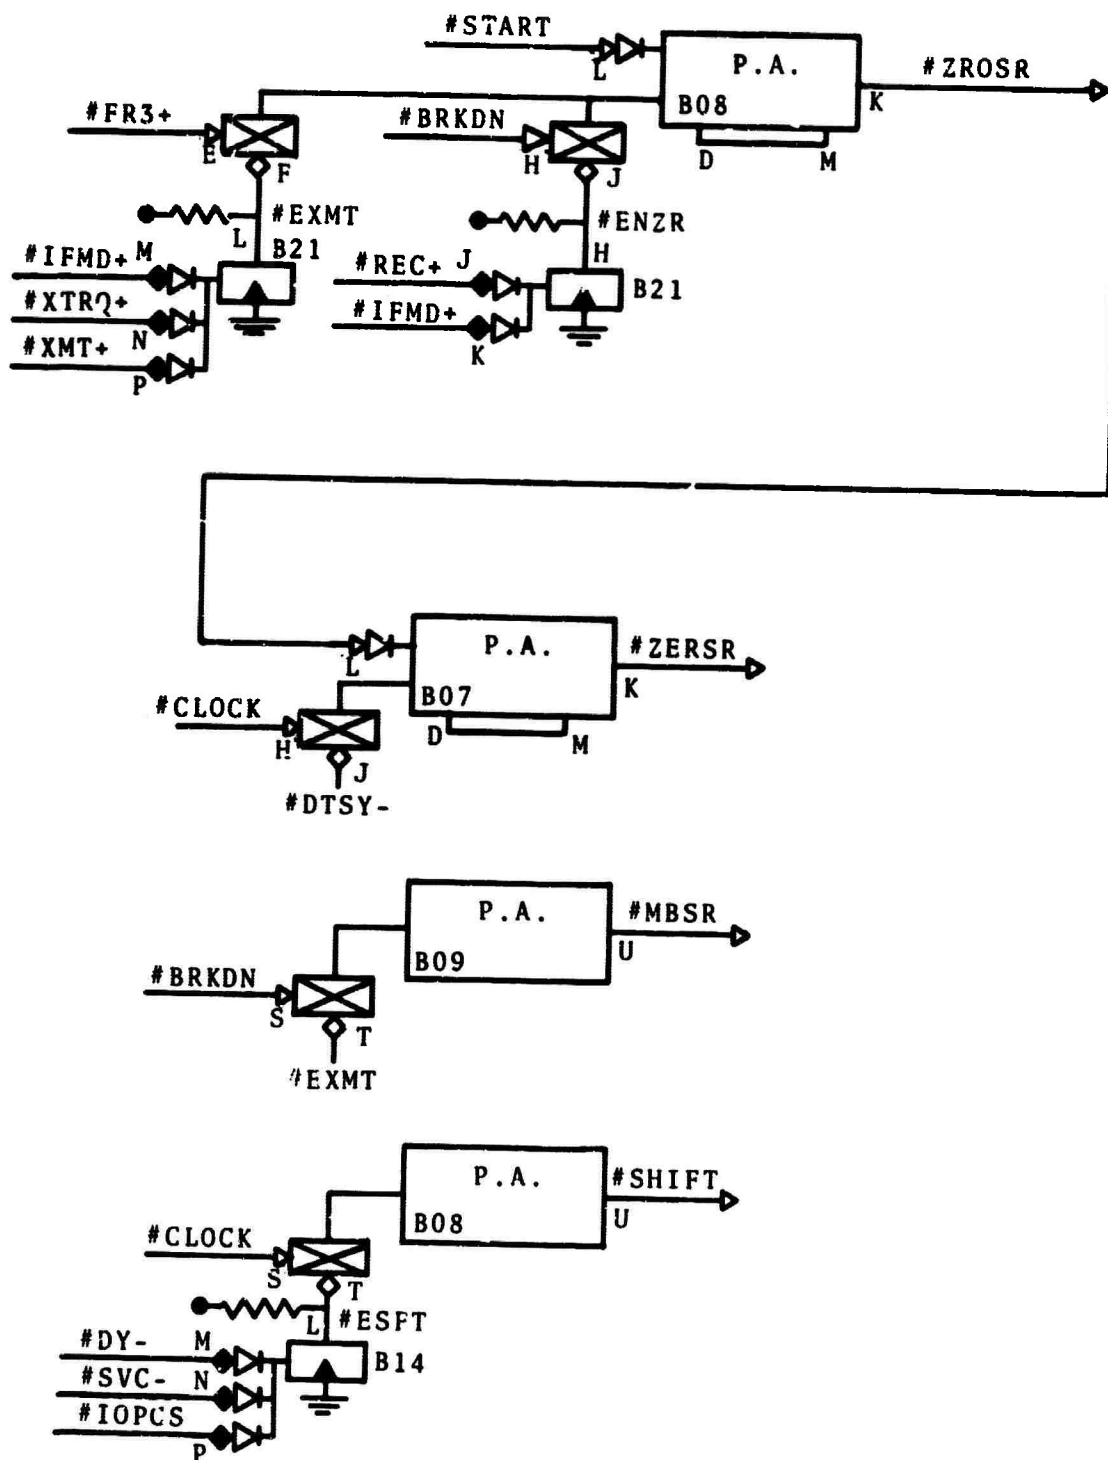 #START
L
P.A.
#ZROSR
K
B08
D M
#FR3+
E
F
#BRKDN
H
J
#EXMT
L
B21
#ENZR
H
B21
#IFMD+ M
#XTRQ+
N
#XMT+
P
#REC+ J
#IFMD+
K
L
P.A.
#ZERSR
K
B07
D M
#CLOCK
H
J
#DTSY-
P.A.
#MBSR
U
B09
#BRKDN
S
T
#EXMT
P.A.
#SHIFT
U
B08
#CLOCK
S
T
L
#ESFT
B14
#DY- M
#SVC- N
#IOPCS
P